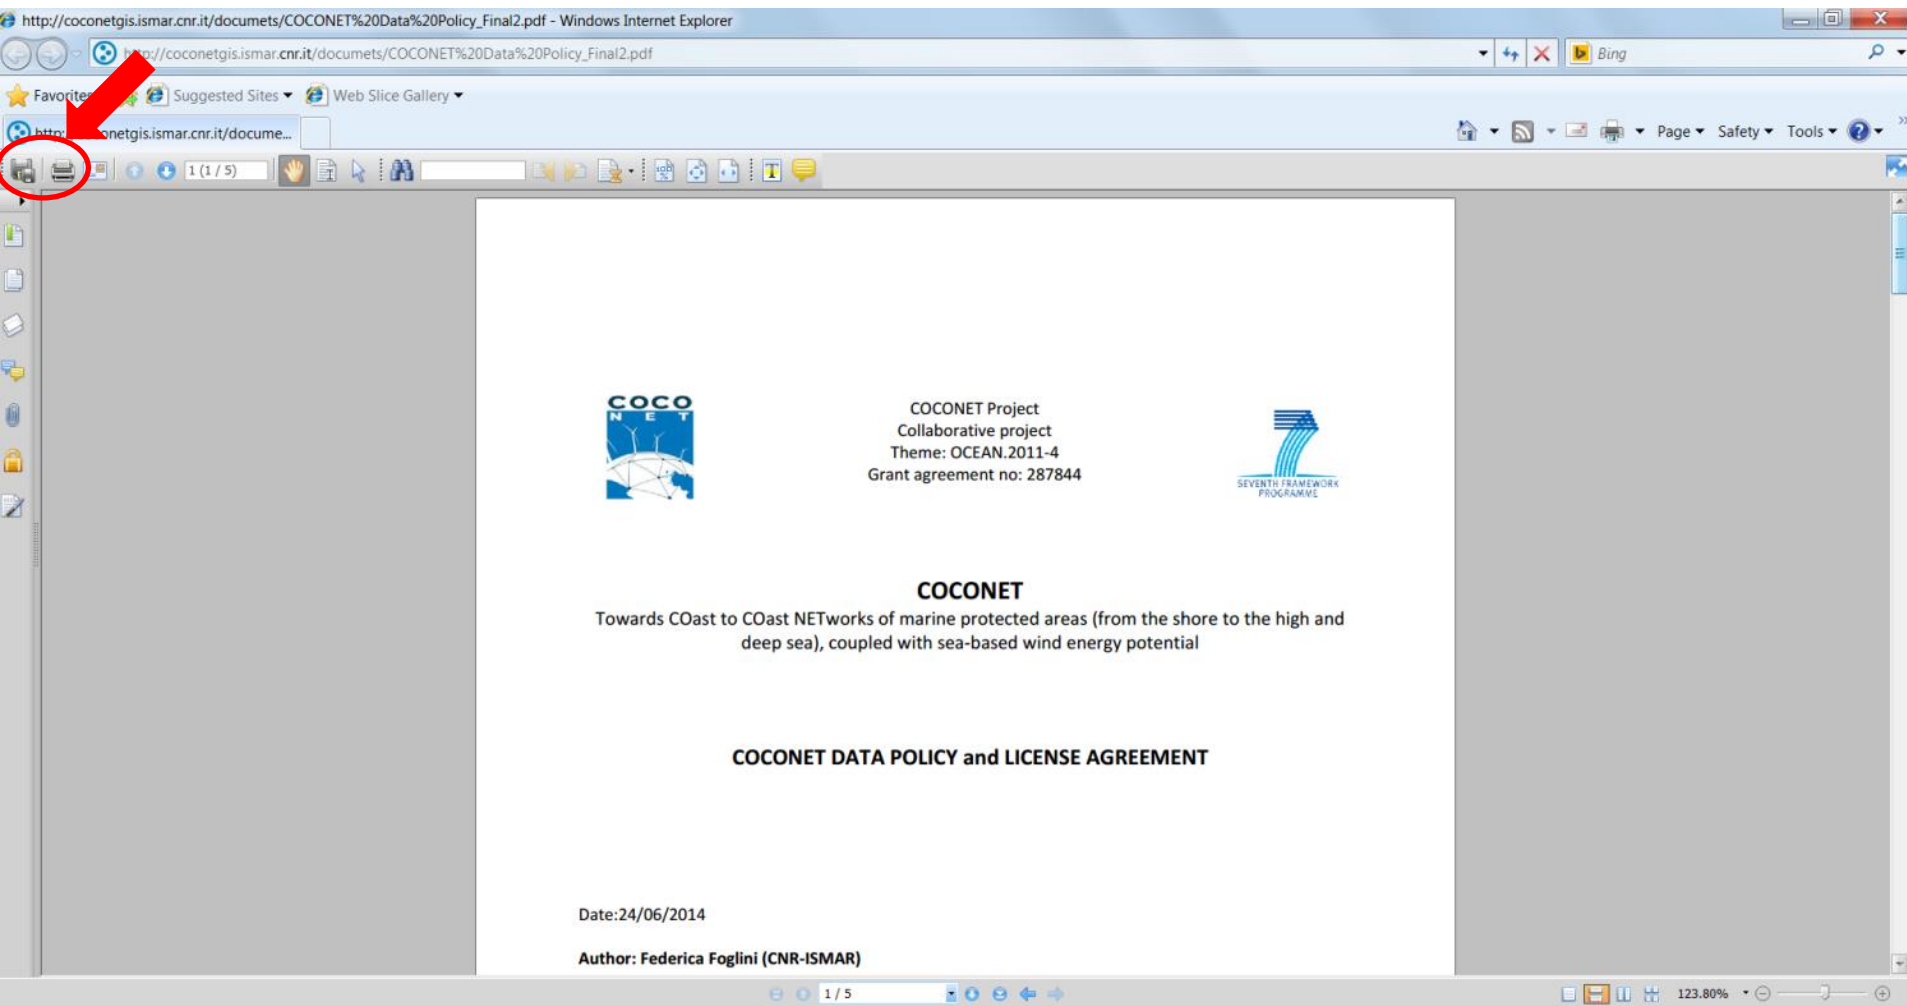 http://coconetgis.ismar.cnr.it/documets/COCONET%20Data%20Policy_Final2.pdf - Windows Internet Explorer
http://coconetgis.ismar.cnr.it/documets/COCONET%20Data%20Policy_Final2.pdf
Bing
Suggested Sites
Web Slice Gallery
onetgis.ismar.cnr.it/docume...
Page
Safety
Tools
1 (1 / 5)
COCO
NET
COCONET Project
Collaborative project
Theme: OCEAN.2011-4
Grant agreement no: 287844
SEVENTH FRAMEWORK
PROGRAMME
COCONET
Towards COast to COast NETworks of marine protected areas (from the shore to the high and
deep sea), coupled with sea-based wind energy potential
COCONET DATA POLICY and LICENSE AGREEMENT
Date:24/06/2014
Author: Federica Foglini (CNR-ISMAR)
1 / 5
123.80%